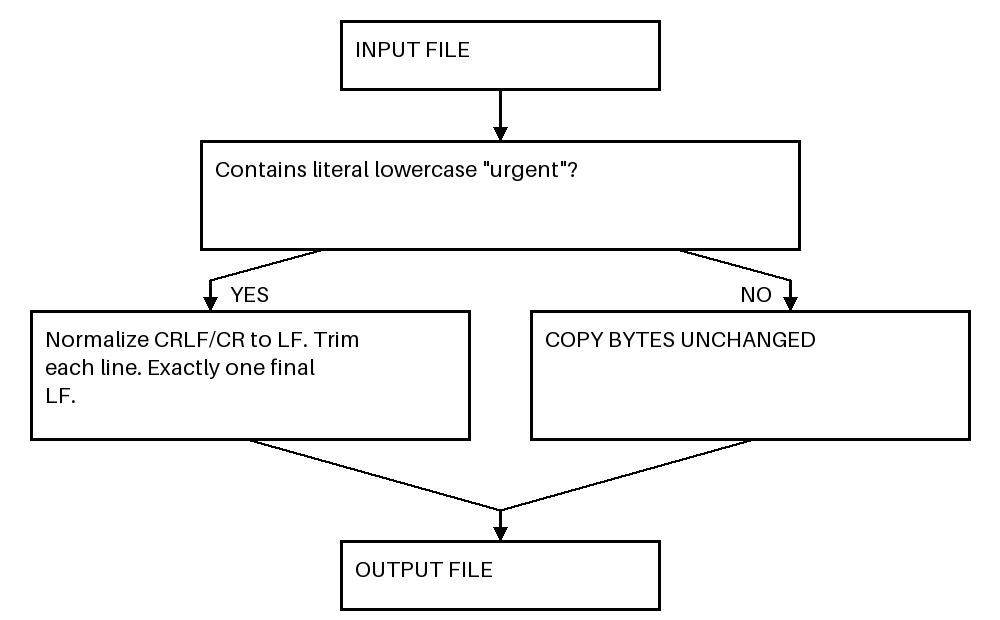 INPUT FILE
Contains literal lowercase "urgent"?
YES
NO
Normalize CRLF/CR to LF. Trim
each line. Exactly one final
LF.
COPY BYTES UNCHANGED
OUTPUT FILE